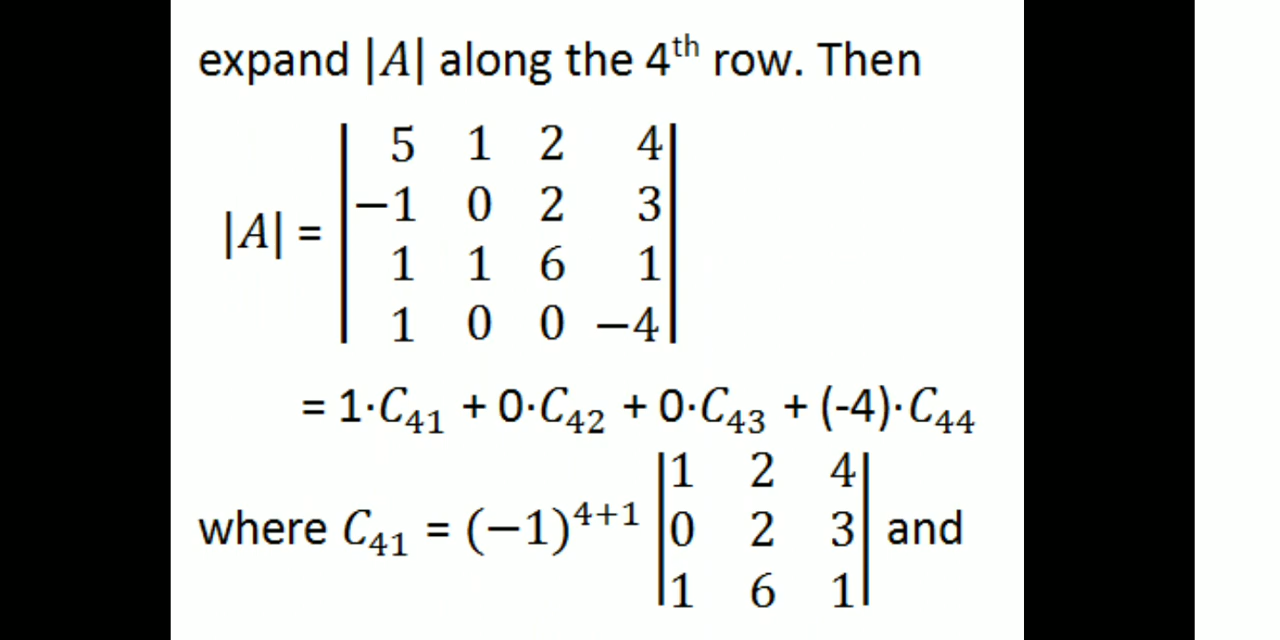 expand |A| along the 4th row. Then
|A| = | 5 1 2 4 |
| −1 0 2 3 |
| 1 1 6 1 |
| 1 0 0 −4 |
= 1·C₄₁ + 0·C₄₂ + 0·C₄₃ + (-4)·C₄₄
where C₄₁ = (−1)⁴⁺¹ |1 2 4| and
|0 2 3|
|1 6 1|